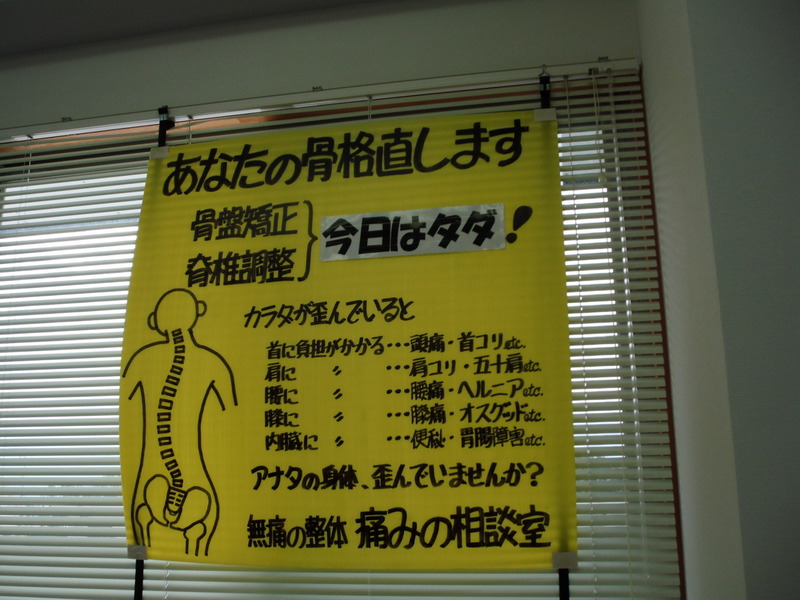 あなたの骨格直します
骨盤矯正
脊椎調整
今日はタダ!
カラダが歪んでいると
首に負担がかかる・・・頭痛・首コリetc.
肩に 〃 ・・・肩コリ・五十肩etc.
腰に 〃 ・・・腰痛・ヘルニアetc.
膝に 〃 ・・・膝痛・オスグッドetc.
内臓に 〃 ・・・便秘・胃腸障害etc.
アナタの身体、歪んでいませんか?
無痛の整体 痛みの相談室